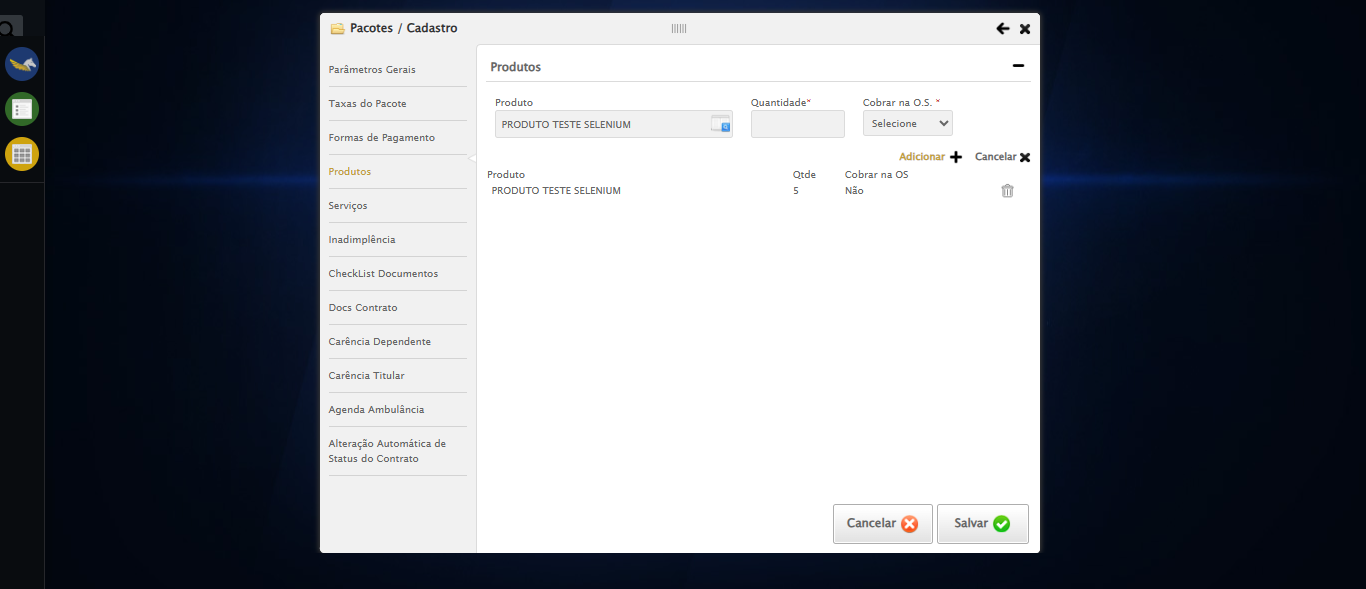 Pacotes / Cadastro
Parâmetros Gerais
Taxas do Pacote
Formas de Pagamento
Produtos
Serviços
Inadimplência
CheckList Documentos
Docs Contrato
Carência Dependente
Carência Titular
Agenda Ambulância
Alteração Automática de
Status do Contrato
Produtos
Produto Quantidade* Cobrar na O.S. *
PRODUTO TESTE SELENIUM Selecione
Adicionar Cancelar
Produto Qtde Cobrar na OS
PRODUTO TESTE SELENIUM 5 Não
Cancelar Salvar